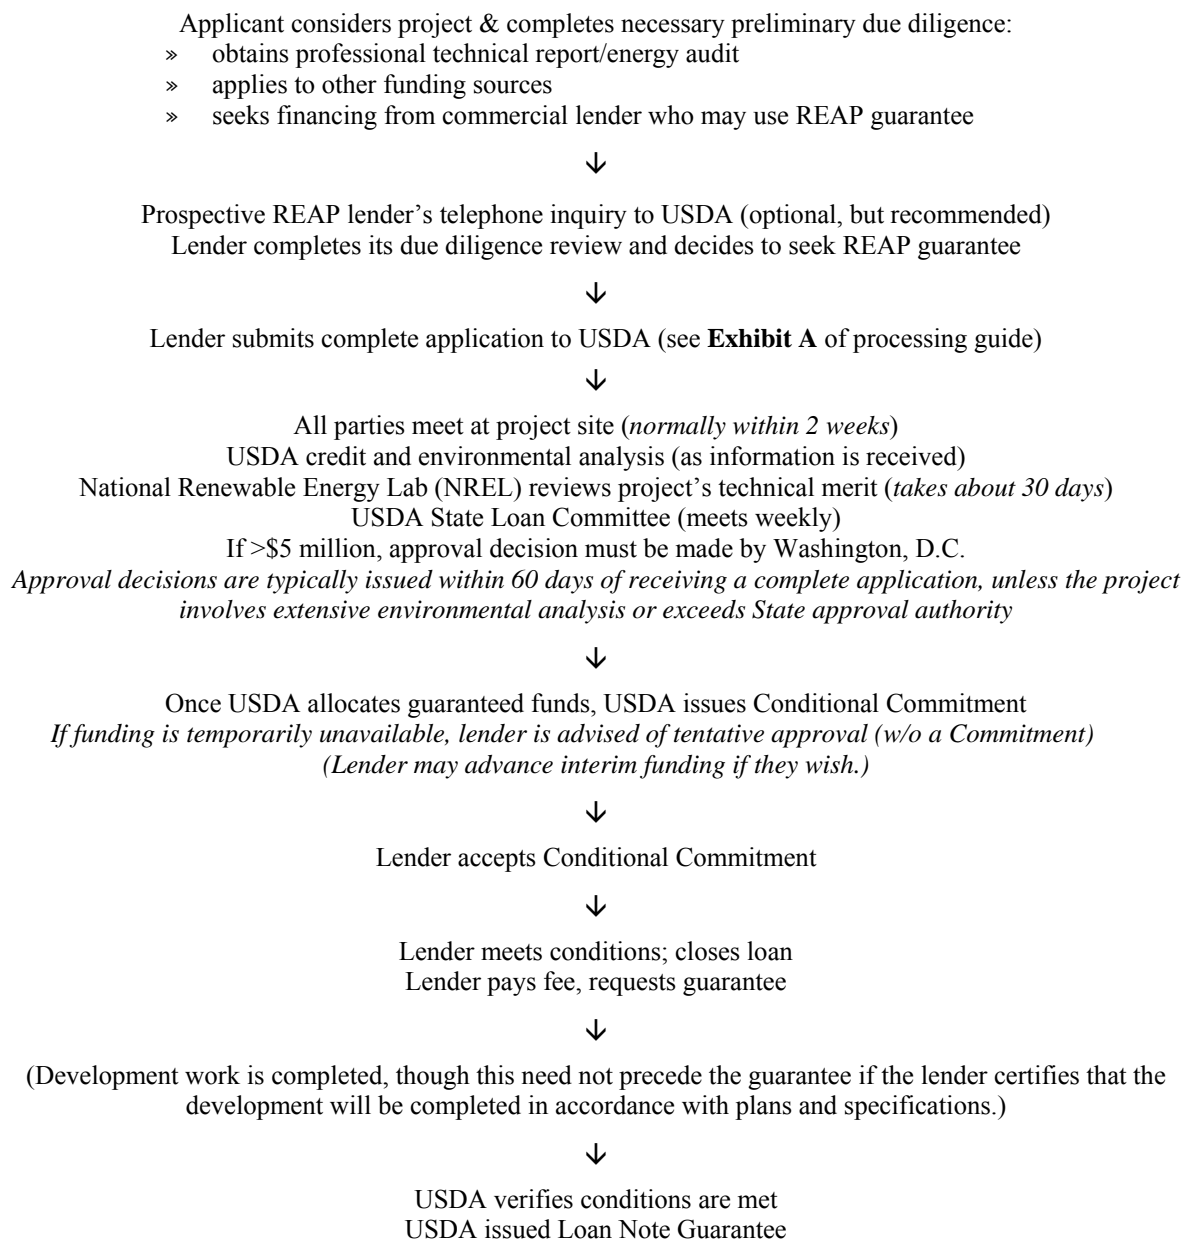 Applicant considers project & completes necessary preliminary due diligence:
» obtains professional technical report/energy audit
» applies to other funding sources
» seeks financing from commercial lender who may use REAP guarantee
↓
Prospective REAP lender's telephone inquiry to USDA (optional, but recommended)
Lender completes its due diligence review and decides to seek REAP guarantee
↓
Lender submits complete application to USDA (see Exhibit A of processing guide)
↓
All parties meet at project site (normally within 2 weeks)
USDA credit and environmental analysis (as information is received)
National Renewable Energy Lab (NREL) reviews project's technical merit (takes about 30 days)
USDA State Loan Committee (meets weekly)
If >$5 million, approval decision must be made by Washington, D.C.
Approval decisions are typically issued within 60 days of receiving a complete application, unless the project
involves extensive environmental analysis or exceeds State approval authority
↓
Once USDA allocates guaranteed funds, USDA issues Conditional Commitment
If funding is temporarily unavailable, lender is advised of tentative approval (w/o a Commitment)
(Lender may advance interim funding if they wish.)
↓
Lender accepts Conditional Commitment
↓
Lender meets conditions; closes loan
Lender pays fee, requests guarantee
↓
(Development work is completed, though this need not precede the guarantee if the lender certifies that the
development will be completed in accordance with plans and specifications.)
↓
USDA verifies conditions are met
USDA issued Loan Note Guarantee